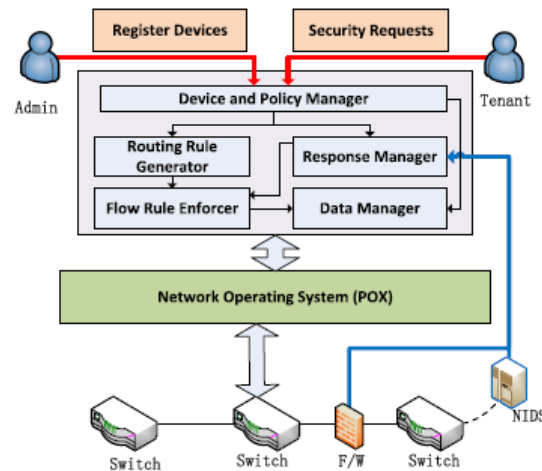 Register Devices
Security Requests
Admin
Tenant
Device and Policy Manager
Routing Rule
Generator
Response Manager
Flow Rule Enforcer
Data Manager
Network Operating System (POX)
NIDS
Switch
Switch
F/W
Switch